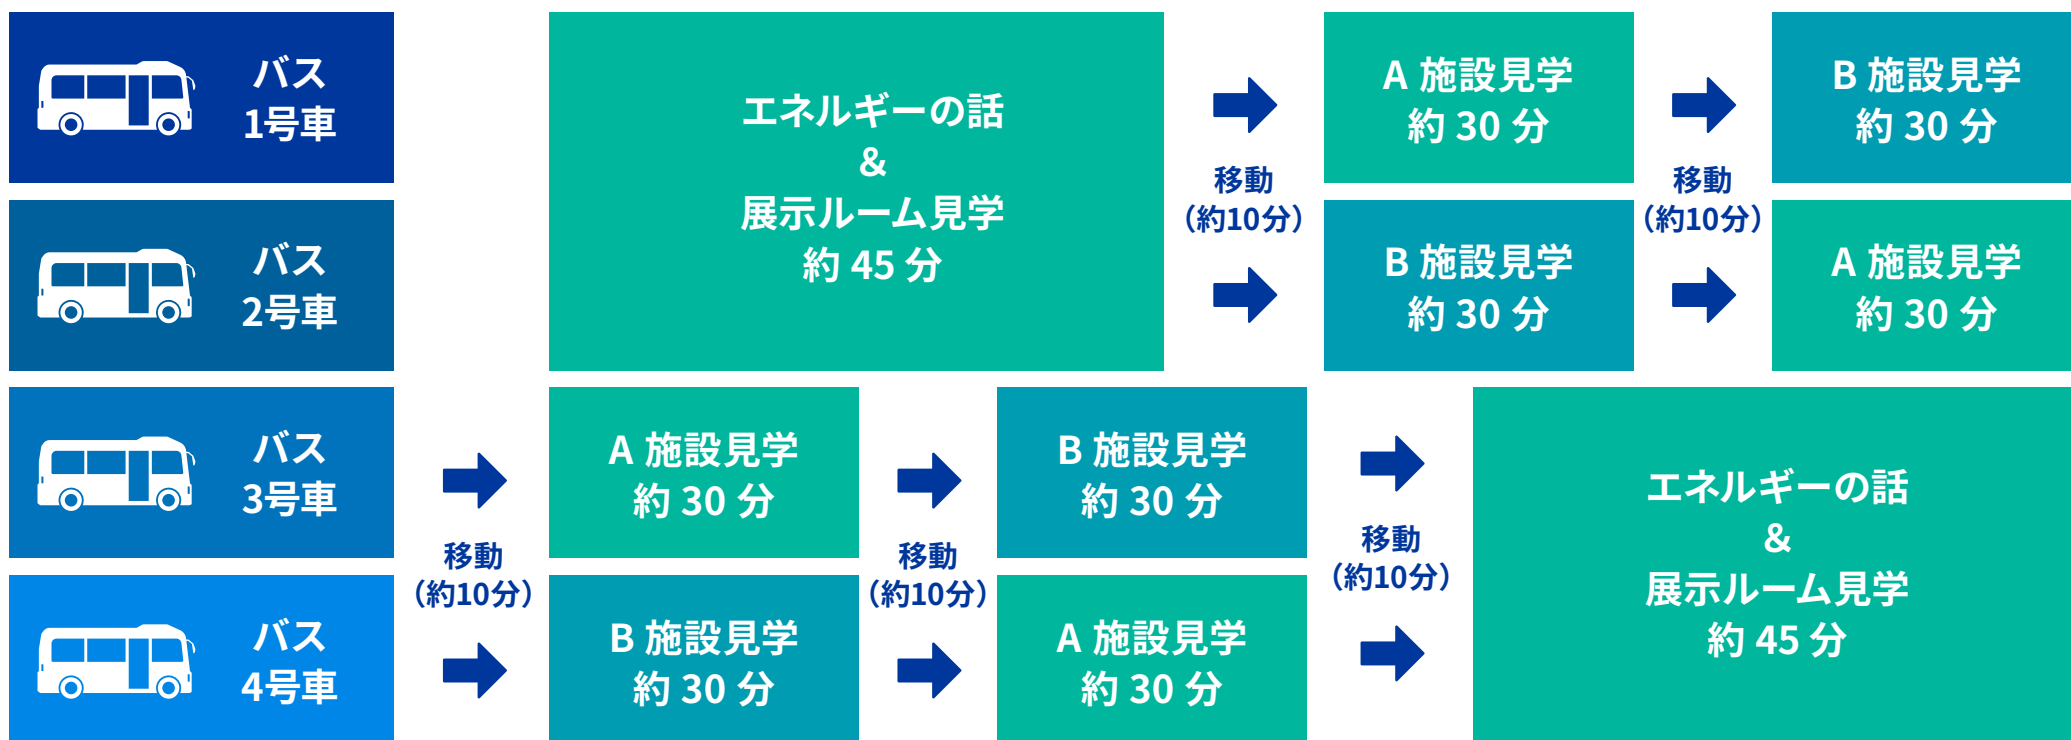 バス
1号車
エネルギーの話
&
展示ルーム見学
約 45 分
移動
（約10分）
A 施設見学
約 30 分
移動
（約10分）
B 施設見学
約 30 分
バス
2号車
B 施設見学
約 30 分
A 施設見学
約 30 分
バス
3号車
移動
（約10分）
A 施設見学
約 30 分
移動
（約10分）
B 施設見学
約 30 分
移動
（約10分）
エネルギーの話
&
展示ルーム見学
約 45 分
バス
4号車
B 施設見学
約 30 分
A 施設見学
約 30 分